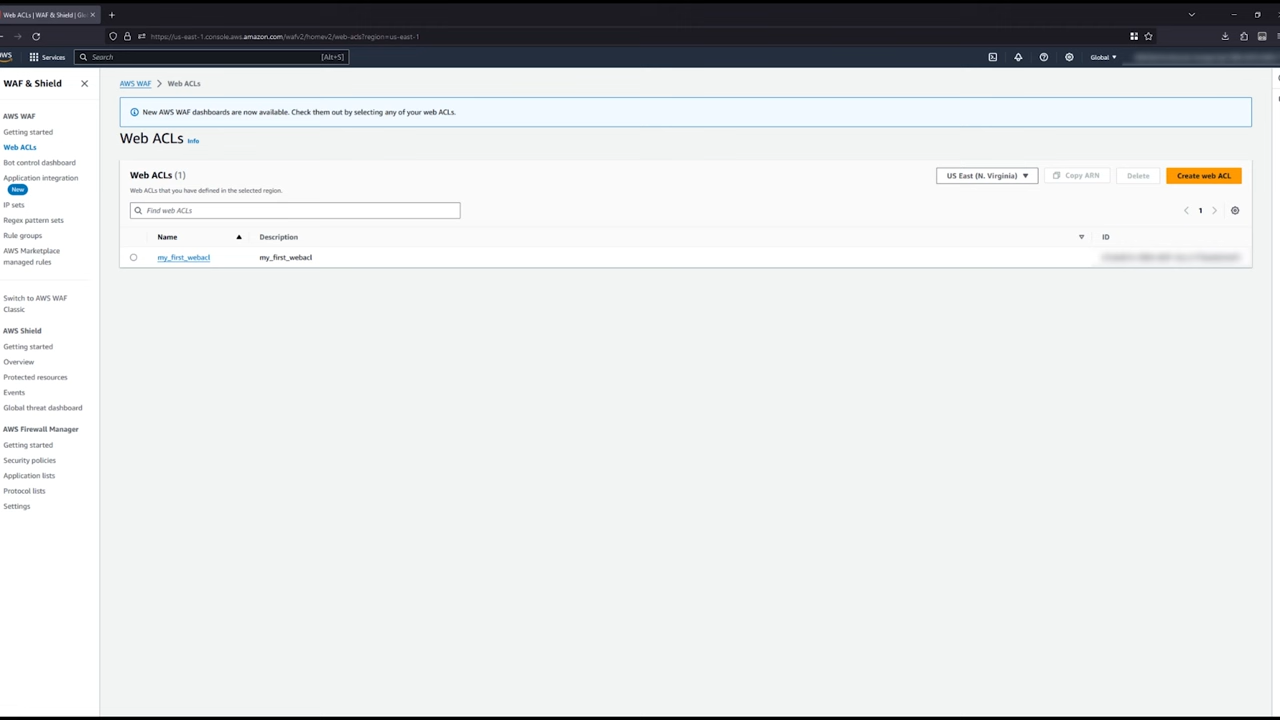 Web ACLs | WAF & Shield | Glo
https://us-east-1.console.aws.amazon.com/wafv2/homev2/web-acls?region=us-east-1
aws
Services
Search
[Alt+S]
Global
WAF & Shield
AWS WAF
Getting started
Web ACLs
Bot control dashboard
Application integration
New
IP sets
Regex pattern sets
Rule groups
AWS Marketplace
managed rules
Switch to AWS WAF
Classic
AWS Shield
Getting started
Overview
Protected resources
Events
Global threat dashboard
AWS Firewall Manager
Getting started
Security policies
Application lists
Protocol lists
Settings
AWS WAF > Web ACLs
New AWS WAF dashboards are now available. Check them out by selecting any of your web ACLs.
Web ACLs Info
Web ACLs (1)
Web ACLs that you have defined in the selected region.
US East (N. Virginia)
Copy ARN
Delete
Create web ACL
Find web ACLs
1
Name
Description
ID
my_first_webacl
my_first_webacl